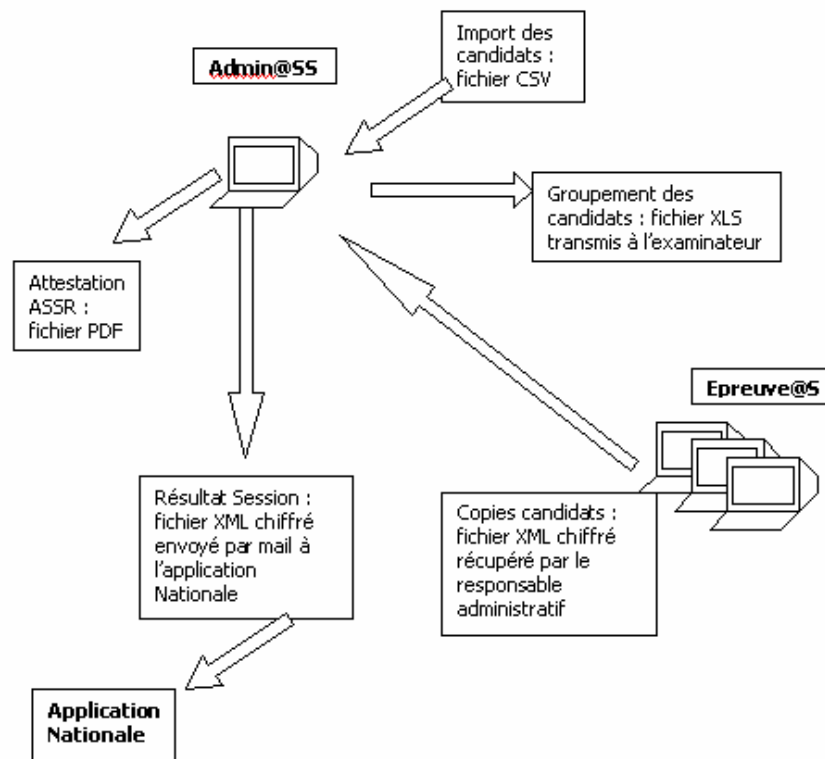 Import des
candidats :
fichier CSV
Admin@SS
Groupement des
candidats : fichier XLS
transmis à l'examinateur
Attestation
ASSR :
fichier PDF
Epreuve@S
Résultat Session :
fichier XML chiffré
envoyé par mail à
l'application
Nationale
Copies candidats :
fichier XML chiffré
récupéré par le
responsable
administratif
Application
Nationale